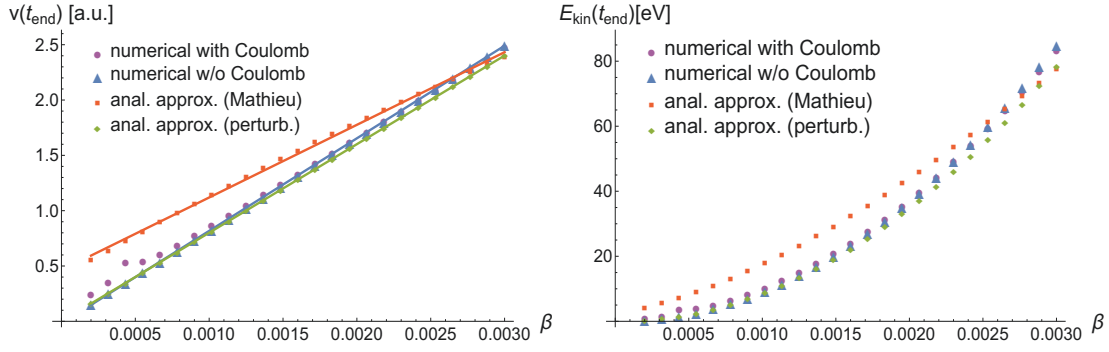 v(t_end) [a.u.]
2.5
2.0
1.5
1.0
0.5
numerical with Coulomb
numerical w/o Coulomb
anal. approx. (Mathieu)
anal. approx. (perturb.)
0.0005 0.0010 0.0015 0.0020 0.0025 0.0030 β
E_kin(t_end)[eV]
80
60
40
20
numerical with Coulomb
numerical w/o Coulomb
anal. approx. (Mathieu)
anal. approx. (perturb.)
0.0005 0.0010 0.0015 0.0020 0.0025 0.0030 β